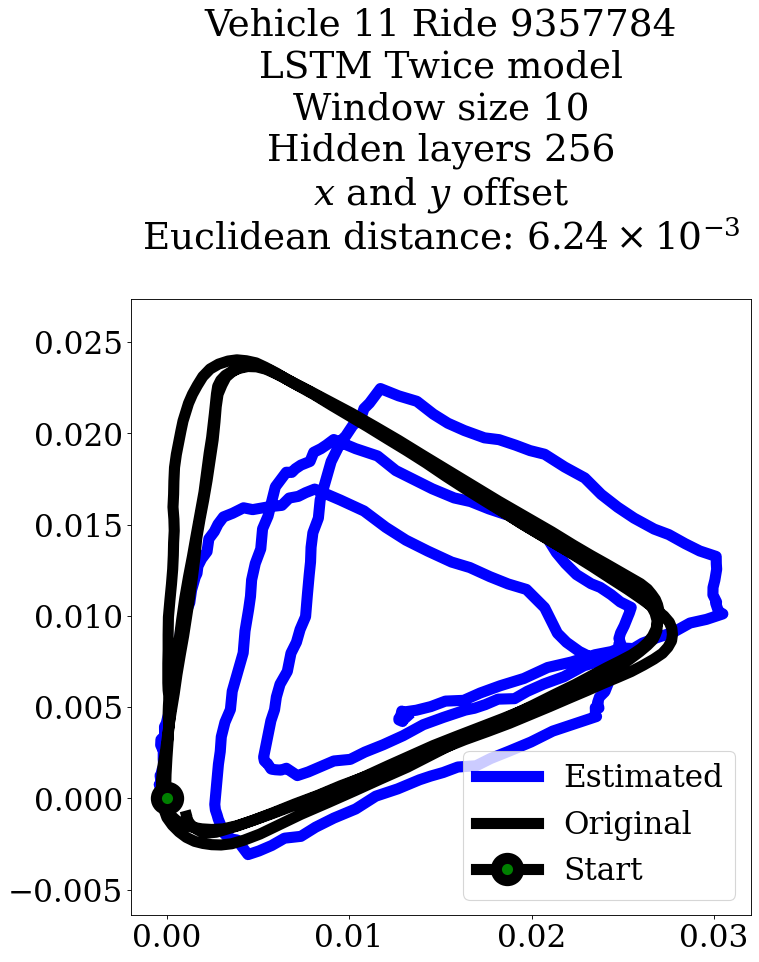 Vehicle 11 Ride 9357784
LSTM Twice model
Window size 10
Hidden layers 256
x and y offset
Euclidean distance: 6.24 × 10⁻³
0.025
0.020
0.015
0.010
0.005
0.000
−0.005
Estimated
Original
Start
0.00 0.01 0.02 0.03